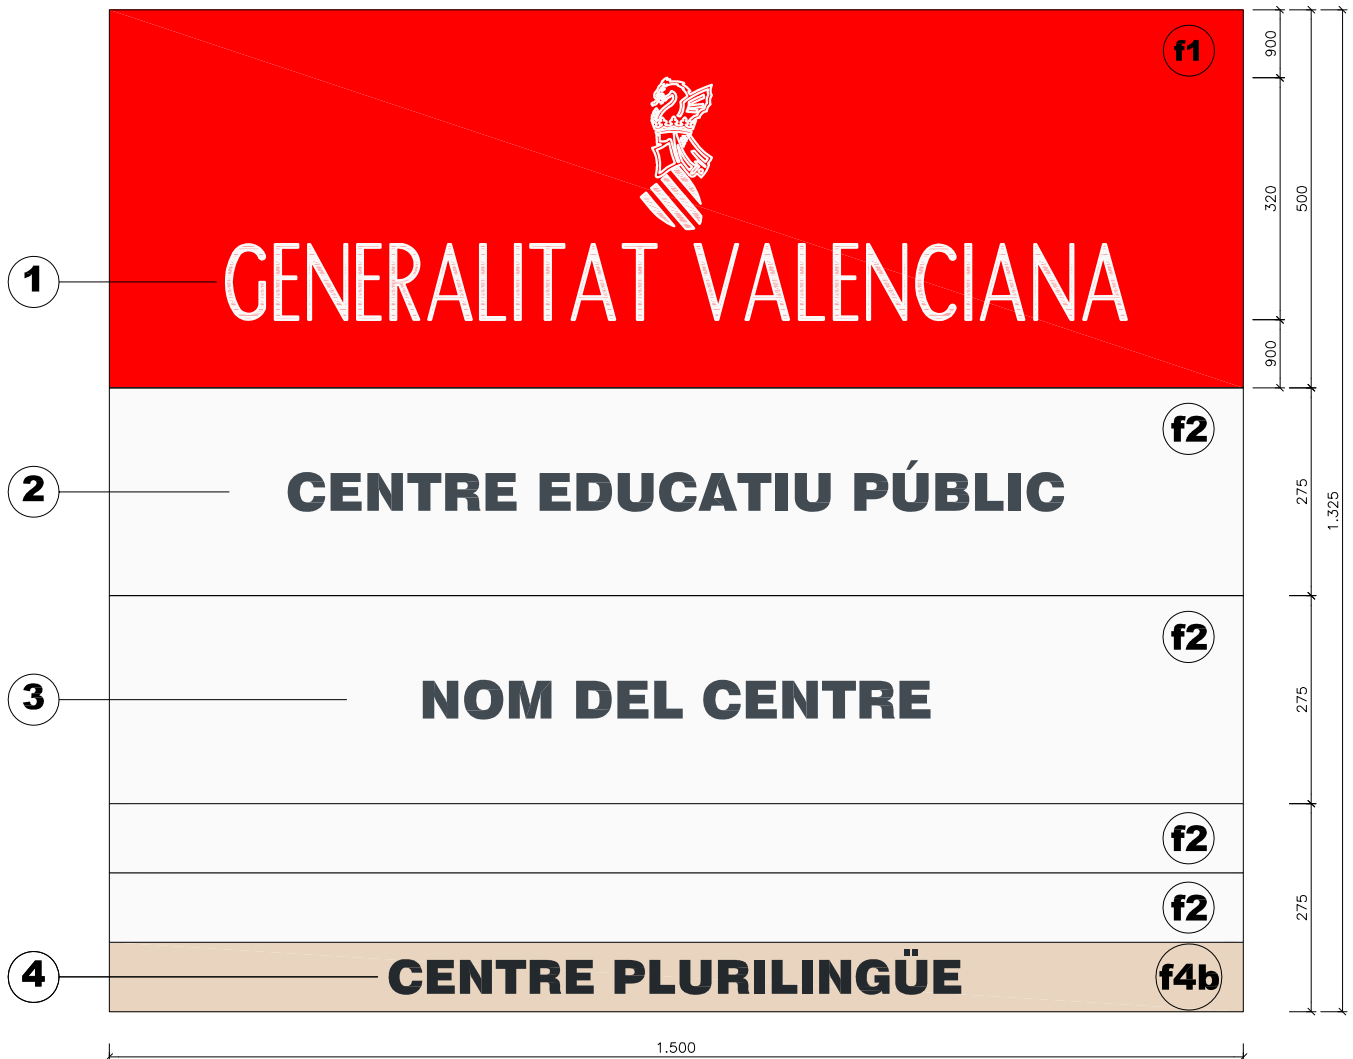 f1
900
320
500
1
GENERALITAT VALENCIANA
900
f2
2
CENTRE EDUCATIU PÚBLIC
275
1.325
f2
3
NOM DEL CENTRE
275
f2
f2
275
4
CENTRE PLURILINGÜE
f4b
1.500